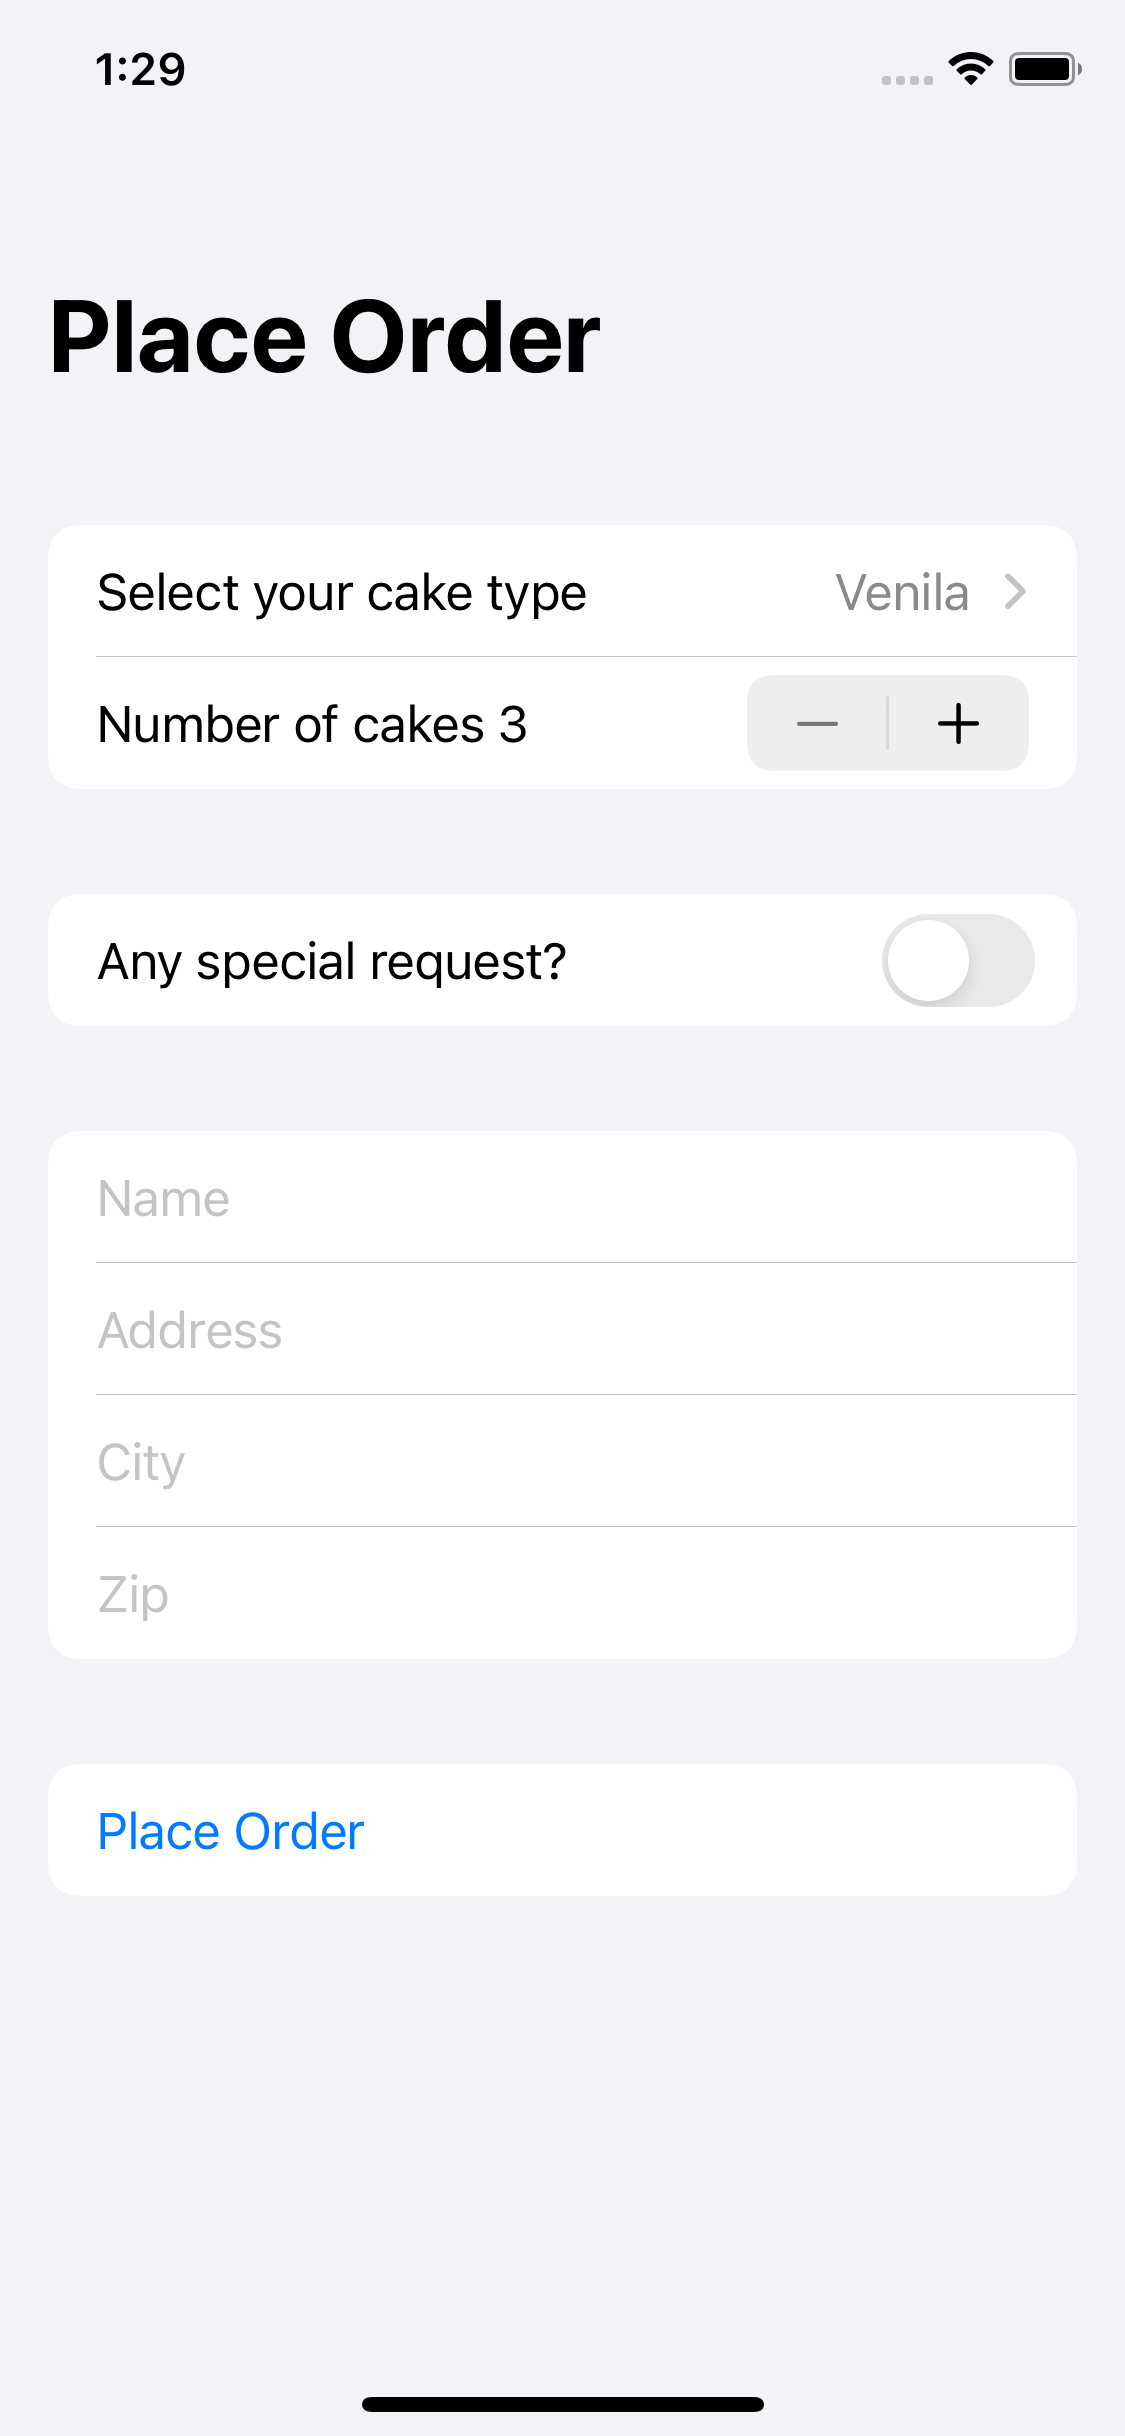 1:29
Place Order
Select your cake type Venila
Number of cakes 3
Any special request?
Name
Address
City
Zip
Place Order